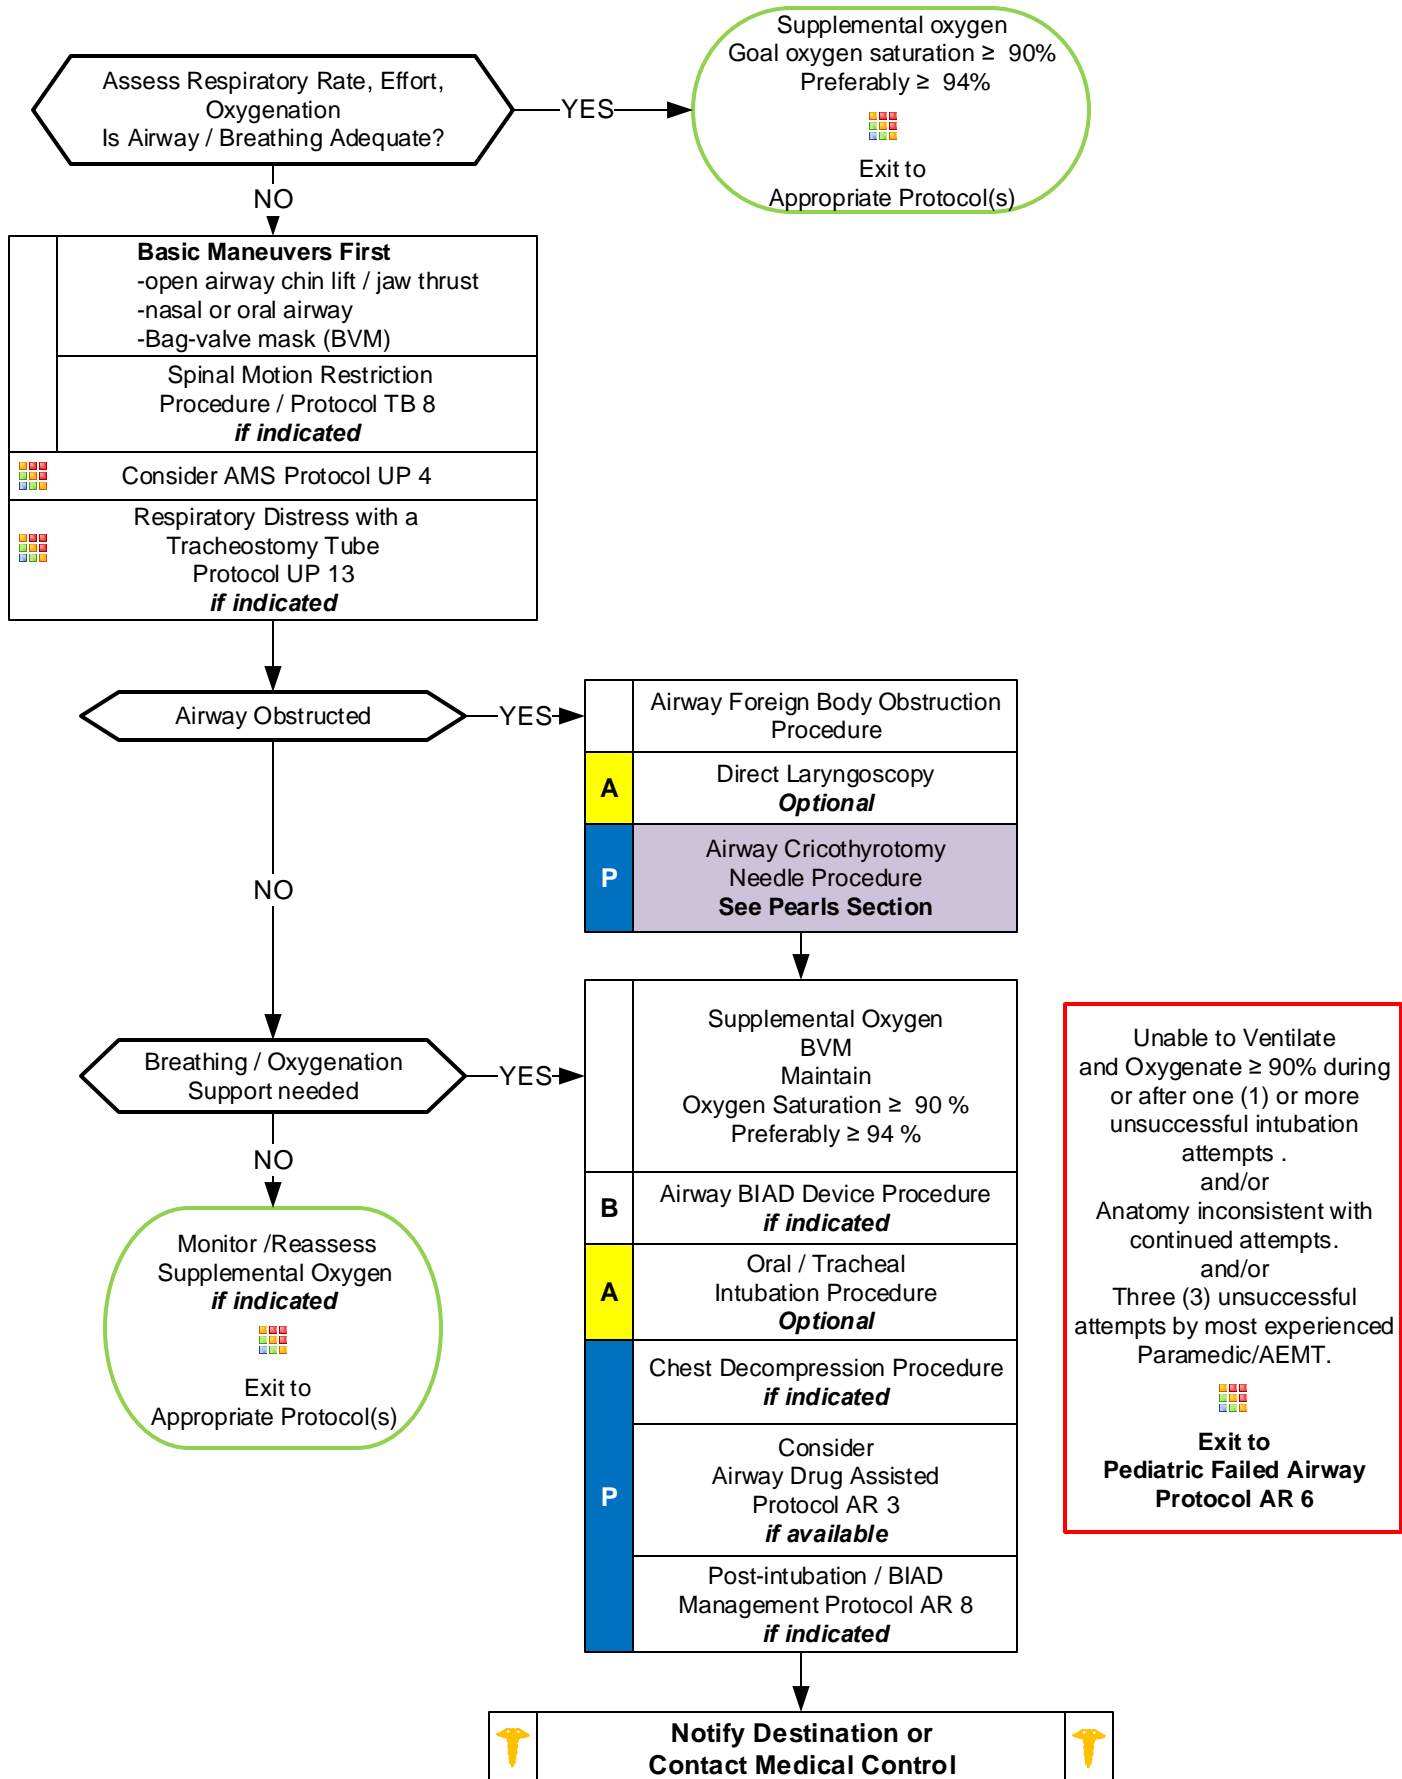 Assess Respiratory Rate, Effort,
Oxygenation
Is Airway / Breathing Adequate?
YES
Supplemental oxygen
Goal oxygen saturation ≥ 90%
Preferably ≥ 94%
Exit to
Appropriate Protocol(s)
NO
Basic Maneuvers First
-open airway chin lift / jaw thrust
-nasal or oral airway
-Bag-valve mask (BVM)
Spinal Motion Restriction
Procedure / Protocol TB 8
if indicated
Consider AMS Protocol UP 4
Respiratory Distress with a
Tracheostomy Tube
Protocol UP 13
if indicated
Airway Obstructed
YES
Airway Foreign Body Obstruction
Procedure
A
Direct Laryngoscopy
Optional
P
Airway Cricothyrotomy
Needle Procedure
See Pearls Section
NO
Breathing / Oxygenation
Support needed
YES
Supplemental Oxygen
BVM
Maintain
Oxygen Saturation ≥ 90 %
Preferably ≥ 94 %
B
Airway BIAD Device Procedure
if indicated
A
Oral / Tracheal
Intubation Procedure
Optional
P
Chest Decompression Procedure
if indicated
Consider
Airway Drug Assisted
Protocol AR 3
if available
Post-intubation / BIAD
Management Protocol AR 8
if indicated
NO
Monitor /Reassess
Supplemental Oxygen
if indicated
Exit to
Appropriate Protocol(s)
Unable to Ventilate
and Oxygenate ≥ 90% during
or after one (1) or more
unsuccessful intubation
attempts .
and/or
Anatomy inconsistent with
continued attempts.
and/or
Three (3) unsuccessful
attempts by most experienced
Paramedic/AEMT.
Exit to
Pediatric Failed Airway
Protocol AR 6
Notify Destination or
Contact Medical Control